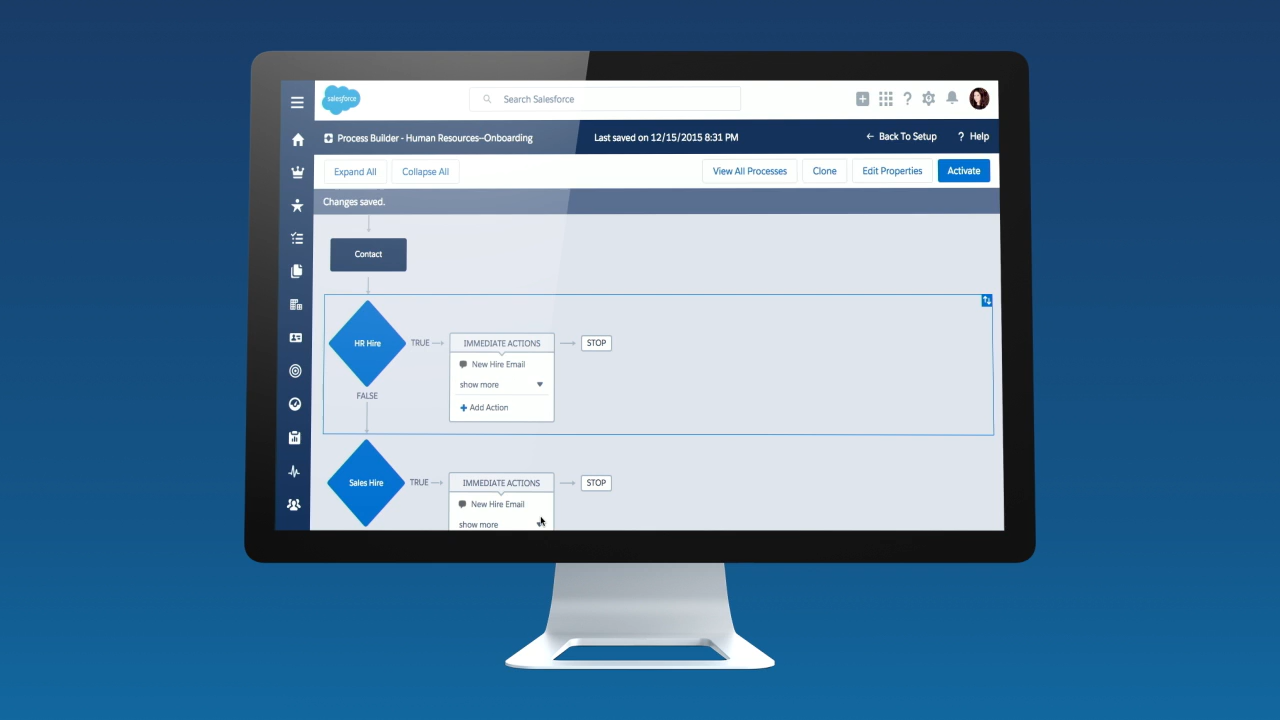 salesforce
Search Salesforce
?
Process Builder - Human Resources--Onboarding
Last saved on 12/15/2015 8:31 PM
← Back To Setup
? Help
Expand All
Collapse All
View All Processes
Clone
Edit Properties
Activate
Changes saved.
Contact
HR Hire
TRUE
IMMEDIATE ACTIONS
STOP
New Hire Email
show more
+ Add Action
FALSE
Sales Hire
TRUE
IMMEDIATE ACTIONS
STOP
New Hire Email
show more